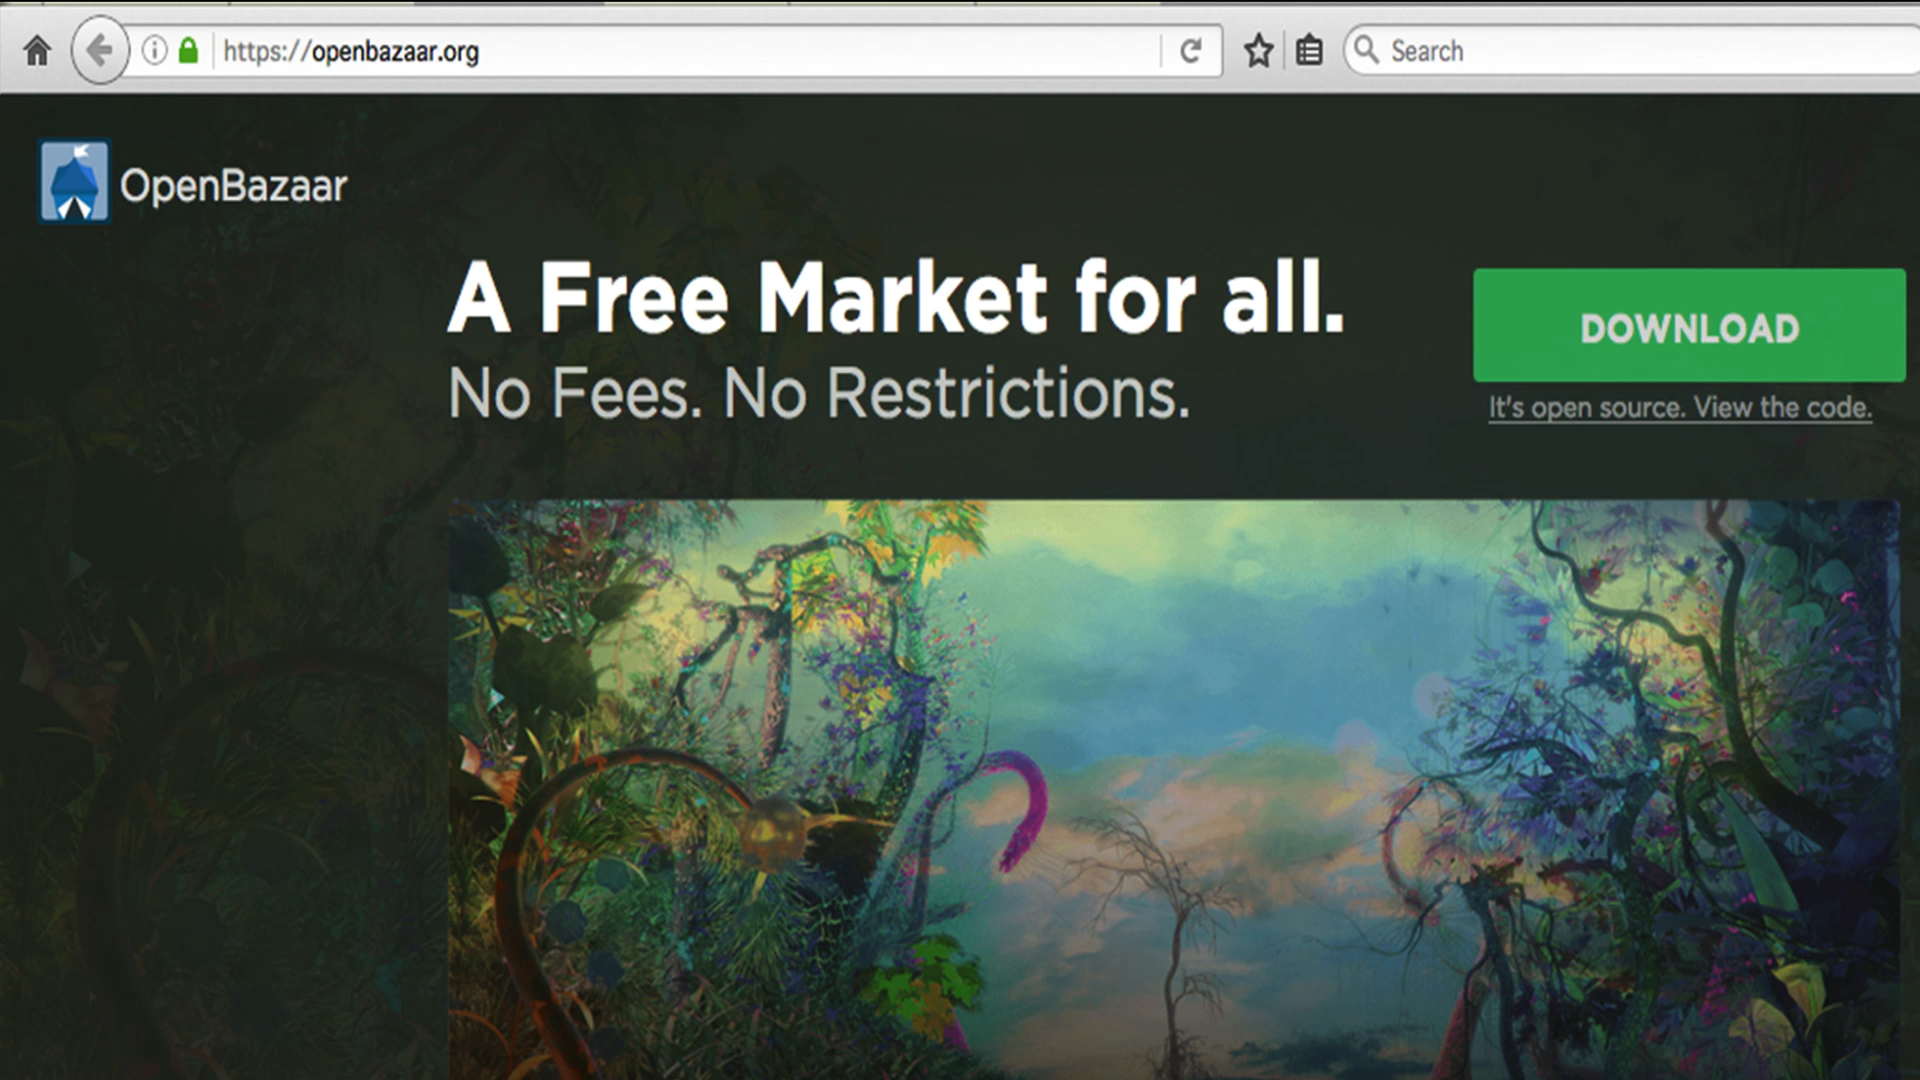 https://openbazaar.org
Search
OpenBazaar
A Free Market for all.
No Fees. No Restrictions.
DOWNLOAD
It's open source. View the code.